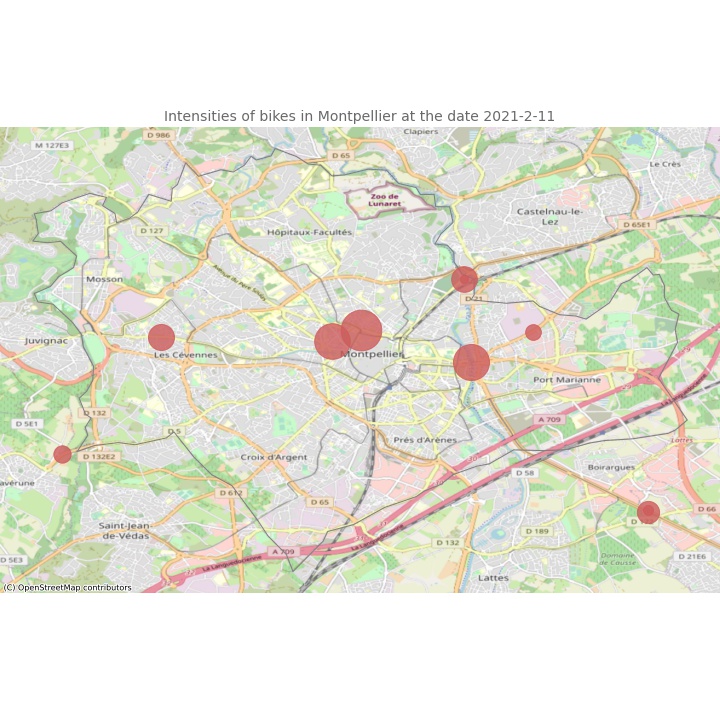 Intensities of bikes in Montpellier at the date 2021-2-11
D 986
Clapiers
M 127E3
D 65
Le Crès
Zoo de
Lunaret
Castelnau-le-
Lez
D 65E1
D 127
Hôpitaux-Facultés
Mosson
D 21
Juvignac
Les Cévennes
Montpellier
Port Marianne
D 132
D 5E1
A 709
D 5
Prés d'Arènes
D 132E2
Croix d'Argent
Boirargues
D 58
D 612
D 65
D 66
Saint-Jean-
de-Védas
D 189
D 132
A 709
La Languedocienne
Domaine
de Causse
D 21E6
D 5E3
Lattes
(C) OpenStreetMap contributors